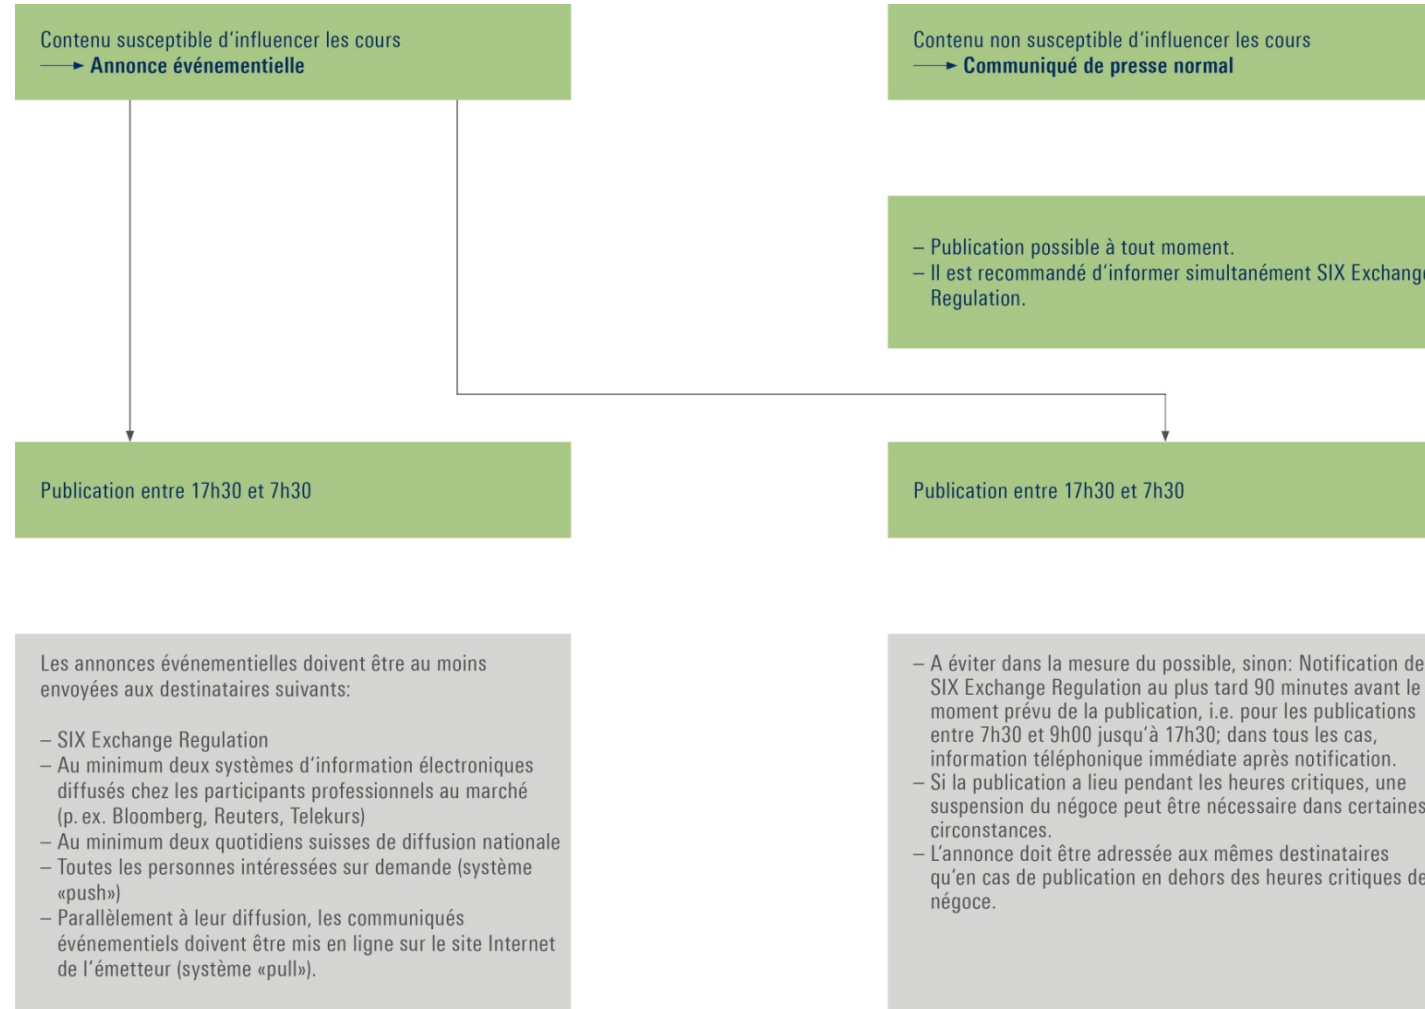 Contenu susceptible d’influencer les cours
Annonce événementielle
Contenu non susceptible d’influencer les cours
Communiqué de presse normal
– Publication possible à tout moment.
– Il est recommandé d’informer simultanément SIX Exchange
Regulation.
Publication entre 17h30 et 7h30
Publication entre 17h30 et 7h30
Les annonces événementielles doivent être au moins
envoyées aux destinataires suivants:
– SIX Exchange Regulation
– Au minimum deux systèmes d’information électroniques
diffusés chez les participants professionnels au marché
(p. ex. Bloomberg, Reuters, Telekurs)
– Au minimum deux quotidiens suisses de diffusion nationale
– Toutes les personnes intéressées sur demande (système
«push»)
– Parallèlement à leur diffusion, les communiqués
événementiels doivent être mis en ligne sur le site Internet
de l’émetteur (système «pull»).
– A éviter dans la mesure du possible, sinon: Notification de
SIX Exchange Regulation au plus tard 90 minutes avant le
moment prévu de la publication, i.e. pour les publications
entre 7h30 et 9h00 jusqu’à 17h30; dans tous les cas,
information téléphonique immédiate après notification.
– Si la publication a lieu pendant les heures critiques, une
suspension du négoce peut être nécessaire dans certaines
circonstances.
– L’annonce doit être adressée aux mêmes destinataires
qu’en cas de publication en dehors des heures critiques de
négoce.